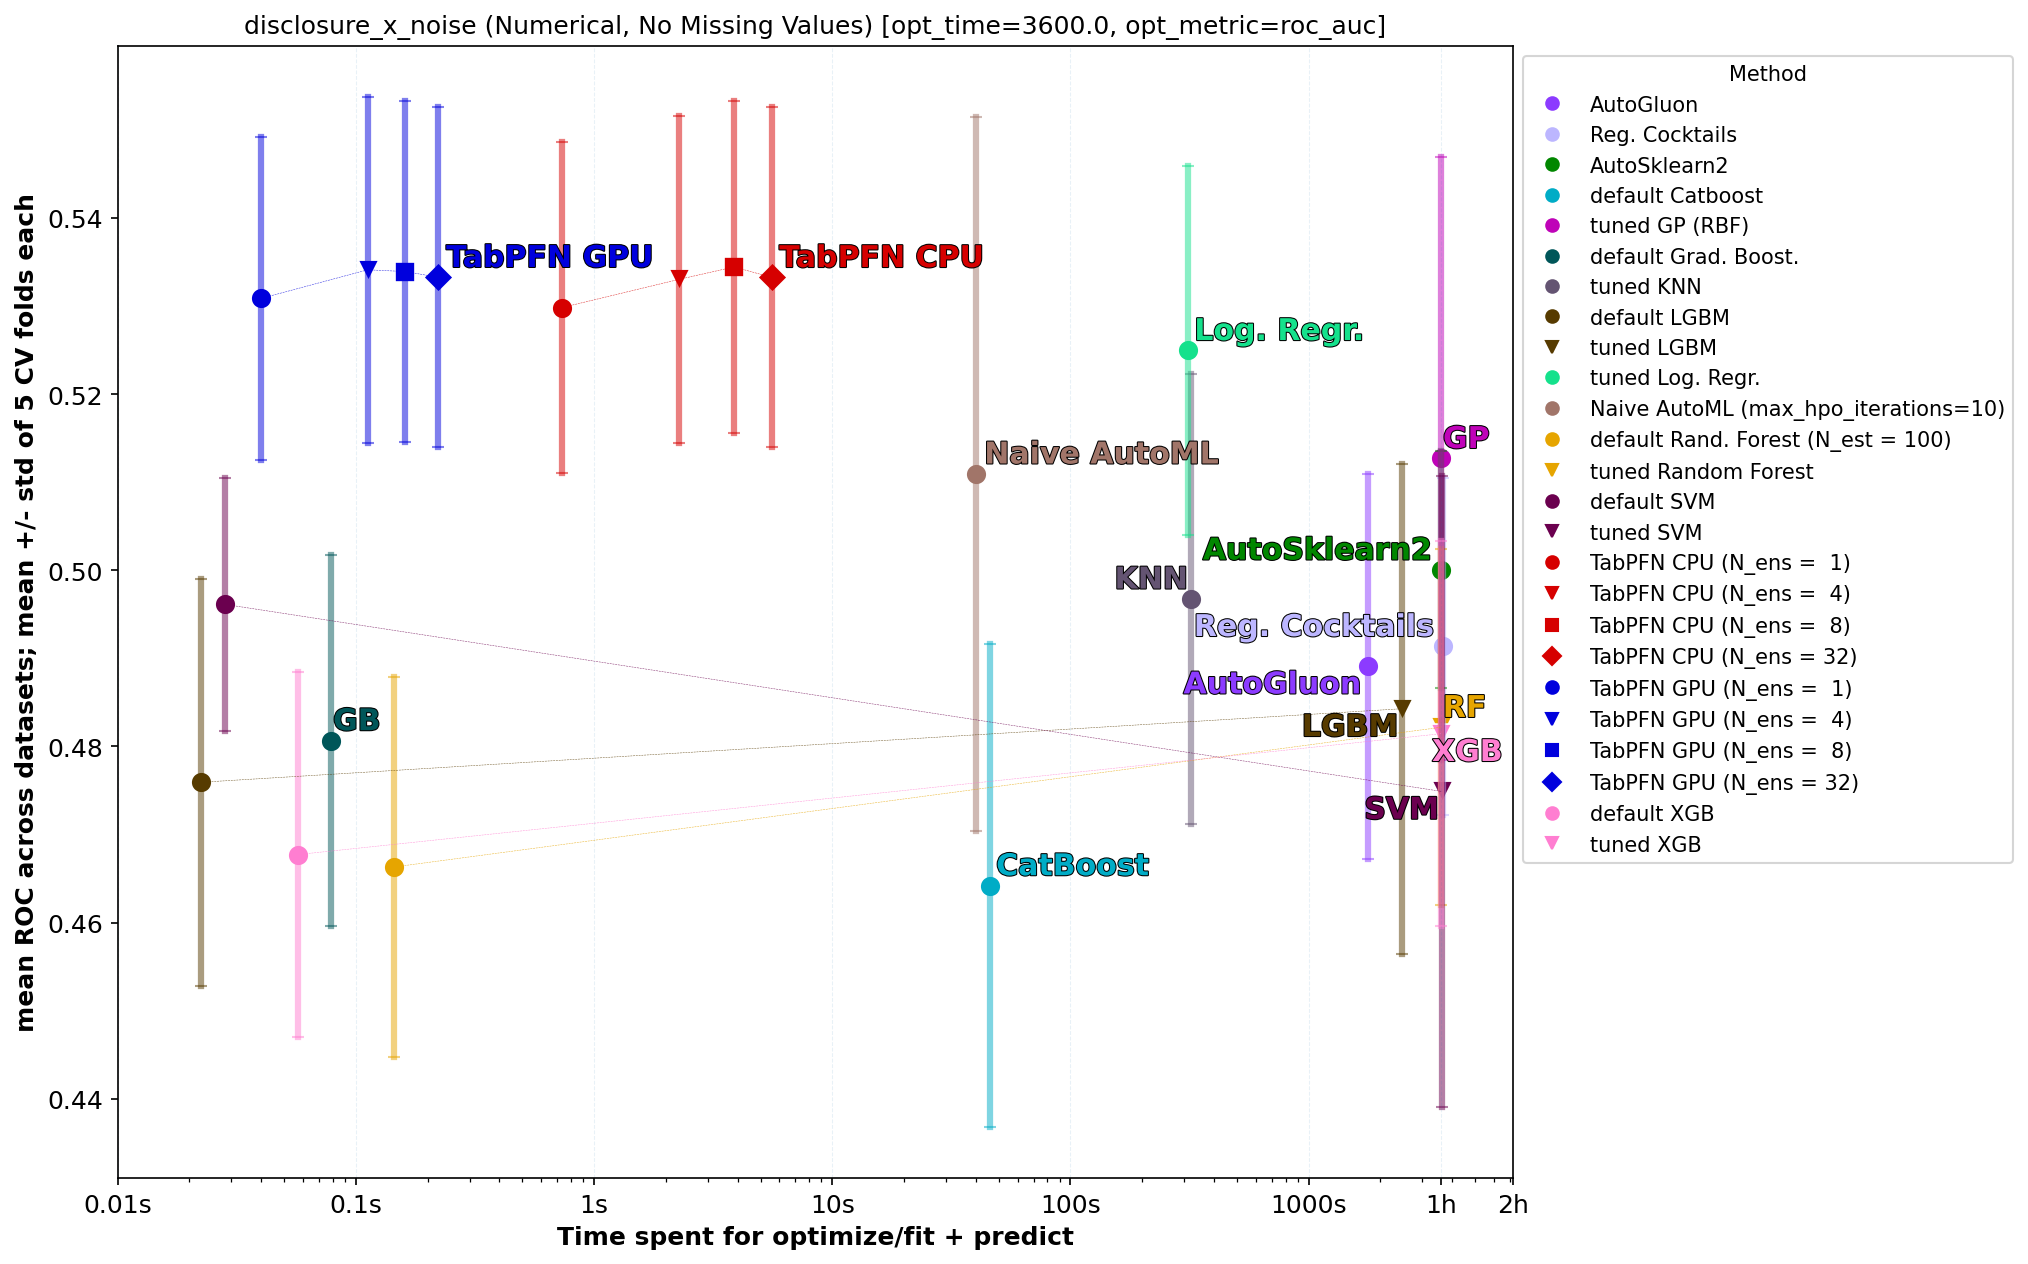 disclosure_x_noise (Numerical, No Missing Values) [opt_time=3600.0, opt_metric=roc_auc]
mean ROC across datasets; mean +/- std of 5 CV folds each
0.54
0.52
0.50
0.48
0.46
0.44
TabPFN GPU
TabPFN CPU
Log. Regr.
GP
Naive AutoML
AutoSklearn2
KNN
Reg. Cocktails
AutoGluon
RF
GB
LGBM
XGB
SVM
CatBoost
0.01s
0.1s
1s
10s
100s
1000s
1h
2h
Time spent for optimize/fit + predict
Method
AutoGluon
Reg. Cocktails
AutoSklearn2
default Catboost
tuned GP (RBF)
default Grad. Boost.
tuned KNN
default LGBM
tuned LGBM
tuned Log. Regr.
Naive AutoML (max_hpo_iterations=10)
default Rand. Forest (N_est = 100)
tuned Random Forest
default SVM
tuned SVM
TabPFN CPU (N_ens =  1)
TabPFN CPU (N_ens =  4)
TabPFN CPU (N_ens =  8)
TabPFN CPU (N_ens = 32)
TabPFN GPU (N_ens =  1)
TabPFN GPU (N_ens =  4)
TabPFN GPU (N_ens =  8)
TabPFN GPU (N_ens = 32)
default XGB
tuned XGB